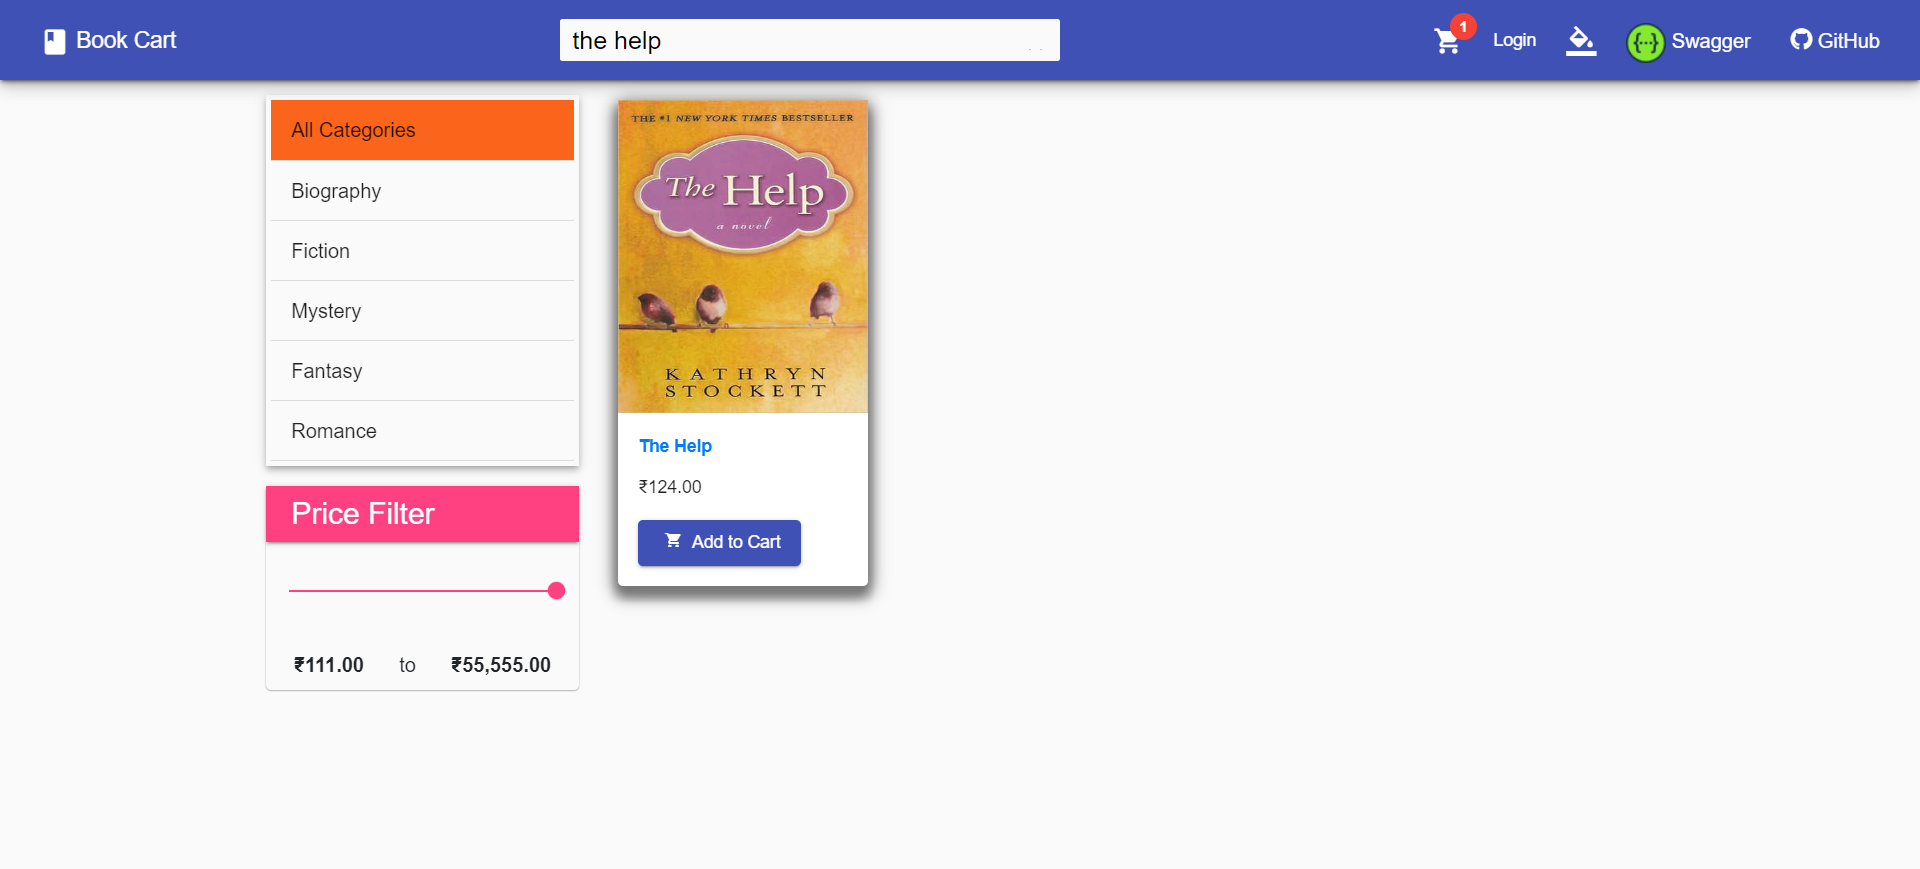 Book Cart
the help
1
Login
Swagger
GitHub
All Categories
Biography
Fiction
Mystery
Fantasy
Romance
Price Filter
₹111.00 to ₹55,555.00
THE #1 NEW YORK TIMES BESTSELLER
The Help
a novel
KATHRYN
STOCKETT
The Help
₹124.00
Add to Cart